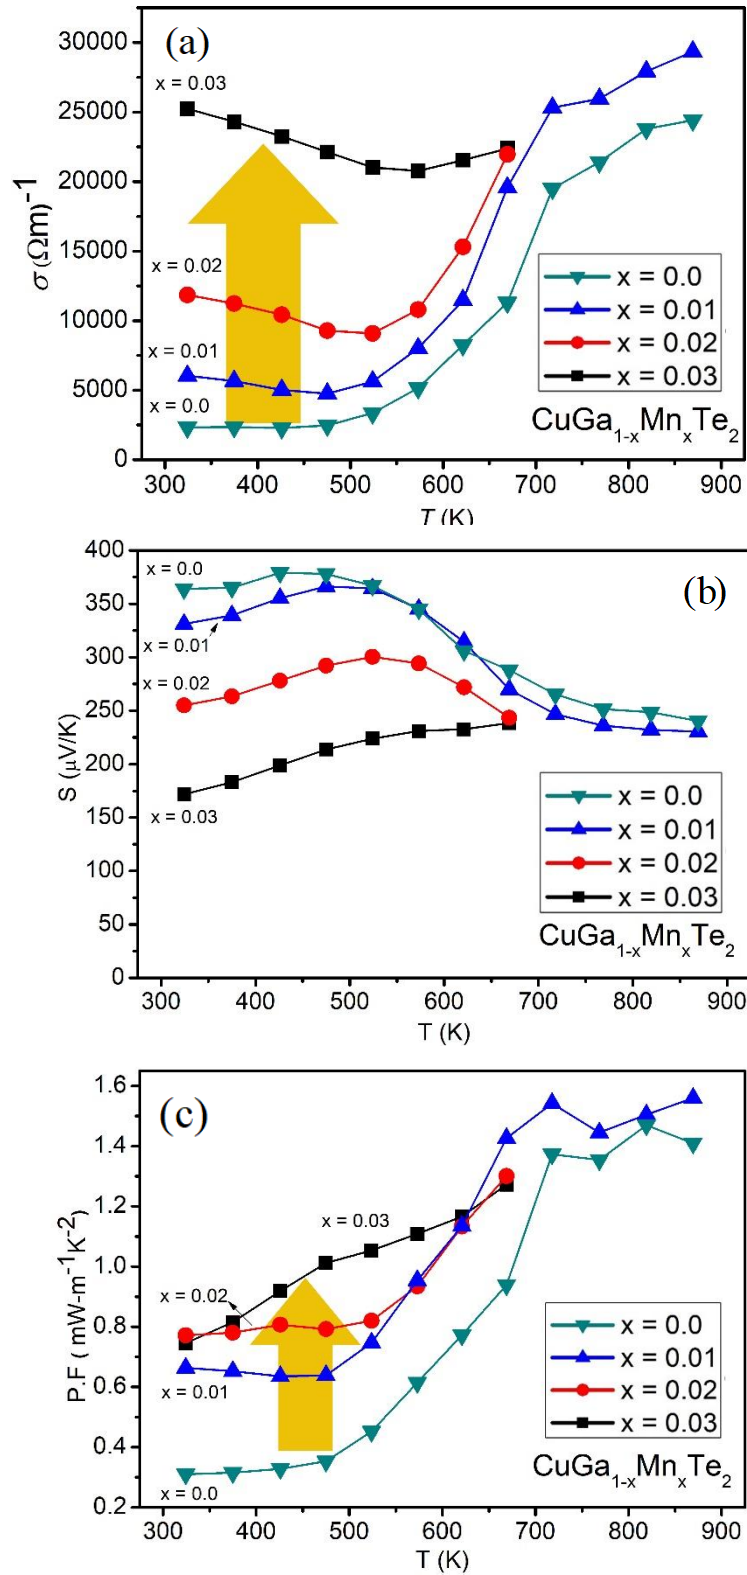 (a)
30000
25000
20000
15000
10000
5000
0
σ (Ωm)-1
x = 0.03
x = 0.02
x = 0.01
x = 0.0
x = 0.0
x = 0.01
x = 0.02
x = 0.03
CuGa1-xMnxTe2
300 400 500 600 700 800 900
T (K)
(b)
400
350
300
250
200
150
100
50
0
S (μV/K)
x = 0.0
x = 0.01
x = 0.02
x = 0.03
x = 0.0
x = 0.01
x = 0.02
x = 0.03
CuGa1-xMnxTe2
300 400 500 600 700 800 900
T (K)
(c)
1.6
1.4
1.2
1.0
0.8
0.6
0.4
0.2
P.F ( mW-m-1K-2)
x = 0.03
x = 0.02
x = 0.01
x = 0.0
x = 0.0
x = 0.01
x = 0.02
x = 0.03
CuGa1-xMnxTe2
300 400 500 600 700 800 900
T (K)